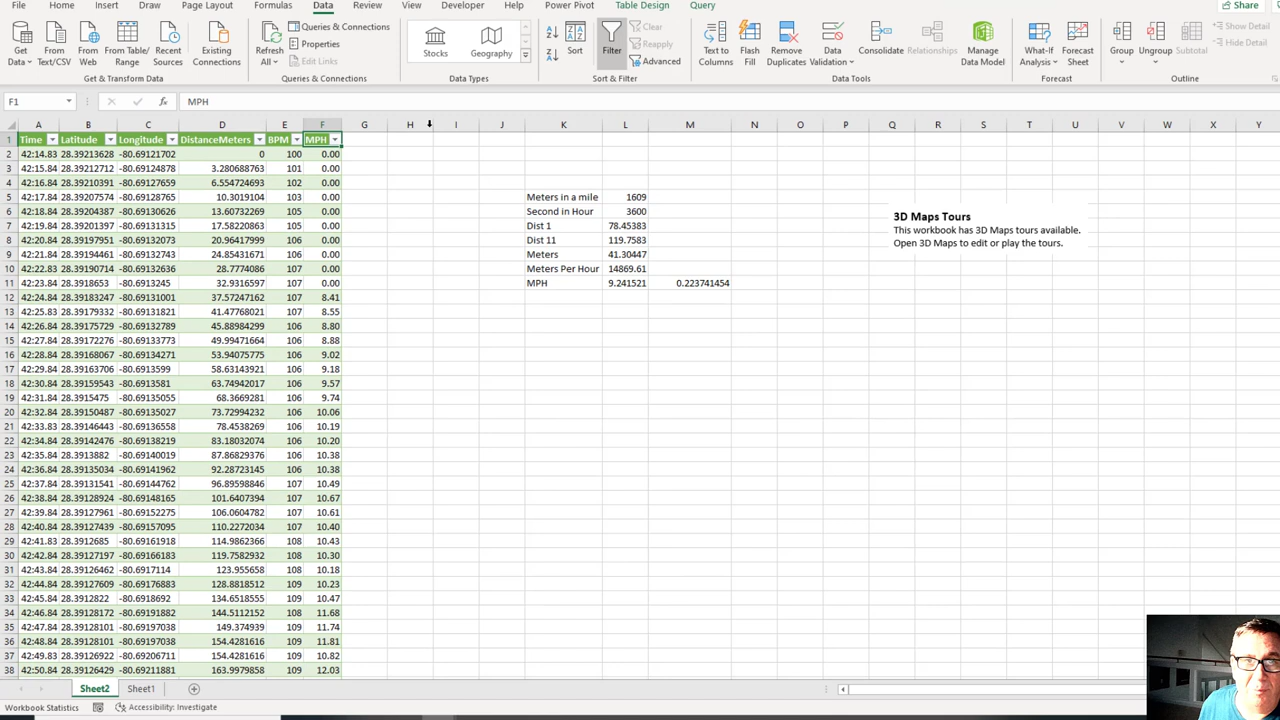 File Home Insert Draw Page Layout Formulas Data Review View Developer Help Power Pivot Table Design Query
Share
Get Data From Text/CSV From Web From Table/Range Recent Sources Existing Connections
Get & Transform Data
Refresh All Queries & Connections Properties Edit Links
Queries & Connections
Stocks Geography
Data Types
Sort Filter Clear Reapply Advanced
Sort & Filter
Text to Columns Flash Fill Remove Duplicates Data Validation Consolidate Relationships Manage Data Model
Data Tools
What-If Analysis Forecast Sheet
Forecast
Group Ungroup Subtotal Show Detail Hide Detail
Outline
F1 fx MPH
A B C D E F G H I J K L M N O P Q R S T U V W X Y
1 Time Latitude Longitude DistanceMeters BPM MPH
2 42:14.83 28.39213628 -80.69121702 0 100 0.00
3 42:15.84 28.39212712 -80.69124878 3.280688763 101 0.00
4 42:16.84 28.39210391 -80.69127659 6.554724693 102 0.00
5 42:17.84 28.39207574 -80.69128765 10.3019104 103 0.00 Meters in a mile 1609
6 42:18.84 28.39204387 -80.69130626 13.60732269 105 0.00 Second in Hour 3600
7 42:19.84 28.39201397 -80.69131315 17.58220863 105 0.00 Dist 1 78.45383
8 42:20.84 28.39197951 -80.69132073 20.96417999 106 0.00 Dist 11 119.7583
9 42:21.84 28.39194461 -80.69132630 24.85431671 106 0.00 Meters 41.30447
10 42:22.83 28.39190714 -80.69132636 28.7774086 107 0.00 Meters Per Hour 14869.61
11 42:23.84 28.3918653 -80.6913245 32.9316597 107 0.00 MPH 9.241521 0.223741454
12 42:24.84 28.39183247 -80.69131001 37.57247162 107 8.41
13 42:25.83 28.39179332 -80.69131821 41.47768021 107 8.55
14 42:26.84 28.39175729 -80.69132789 45.88984299 106 8.80
15 42:27.84 28.39172276 -80.69133773 49.99471664 106 8.88
16 42:28.84 28.39168067 -80.69134271 53.94075775 106 9.02
17 42:29.84 28.39163706 -80.6913599 58.63143921 106 9.18
18 42:30.84 28.39159543 -80.6913581 63.74942017 106 9.57
19 42:31.84 28.3915475 -80.69135055 68.3669281 106 9.74
20 42:32.84 28.39150487 -80.69135027 73.72994232 106 10.06
21 42:33.83 28.39147109 -80.69136558 78.4538269 106 10.19
22 42:34.84 28.39142476 -80.69138219 83.18032074 106 10.20
23 42:35.84 28.3913882 -80.69140019 87.86829376 106 10.38
24 42:36.84 28.39135034 -80.69141962 92.28723145 106 10.38
25 42:37.84 28.39131541 -80.69144762 96.89598846 107 10.49
26 42:38.84 28.39128924 -80.69148165 101.6407394 107 10.67
27 42:39.84 28.39127961 -80.69152275 106.0604782 107 10.61
28 42:40.84 28.39127439 -80.69157095 110.2272034 107 10.40
29 42:41.83 28.3912685 -80.69161918 114.9862366 108 10.43
30 42:42.84 28.39127197 -80.69166183 119.7582932 108 10.30
31 42:43.84 28.39126462 -80.6917114 123.955658 108 10.18
32 42:44.84 28.39127609 -80.69176883 128.8818512 109 10.23
33 42:45.84 28.3912822 -80.6918692 134.6518555 109 10.47
34 42:46.84 28.39128172 -80.69191882 144.5112152 108 11.68
35 42:47.84 28.39128101 -80.69197038 149.374939 109 11.74
36 42:48.84 28.39128101 -80.69197038 154.4281616 109 11.81
37 42:49.83 28.39126922 -80.69206711 154.4281616 109 10.82
38 42:50.84 28.39126429 -80.69211881 163.9979858 109 12.03
3D Maps Tours
This workbook has 3D Maps tours available.
Open 3D Maps to edit or play the tours.
Sheet2 Sheet1
Workbook Statistics Accessibility: Investigate